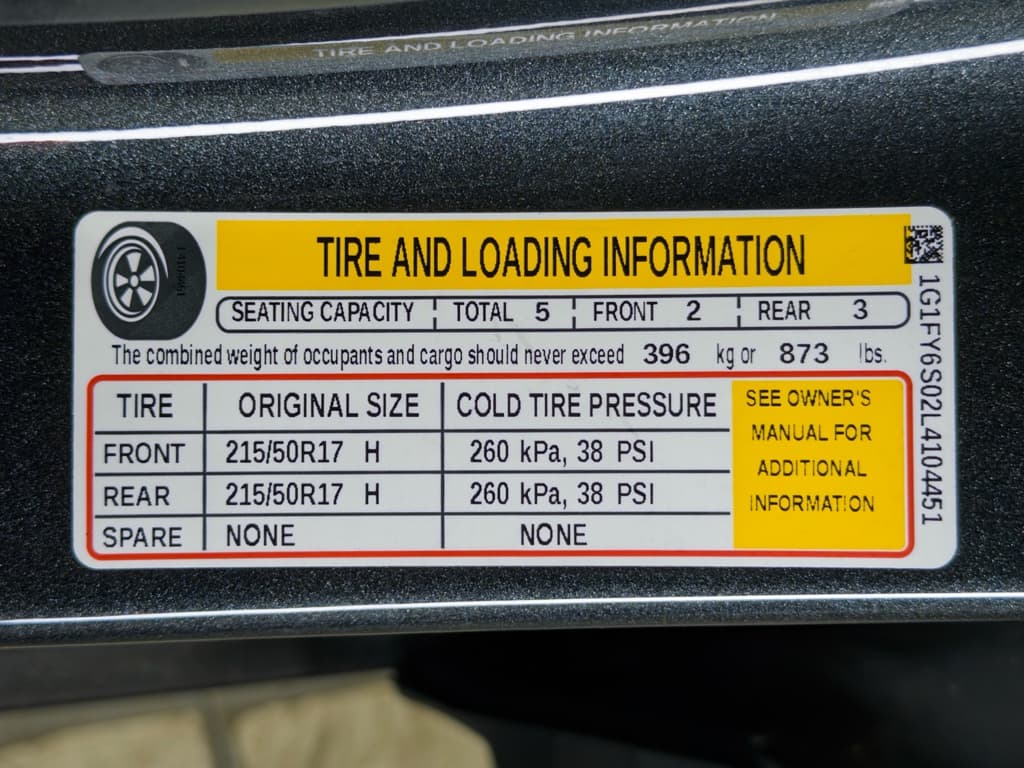 TIRE AND LOADING INFORMATION
TIRE AND LOADING INFORMATION
SEATING CAPACITY TOTAL 5 FRONT 2 REAR 3
The combined weight of occupants and cargo should never exceed 396 kg or 873 lbs.
TIRE ORIGINAL SIZE COLD TIRE PRESSURE
FRONT 215/50R17 H 260 kPa, 38 PSI
REAR 215/50R17 H 260 kPa, 38 PSI
SPARE NONE NONE
SEE OWNER'S
MANUAL FOR
ADDITIONAL
INFORMATION
1G1FY6S02L4104451